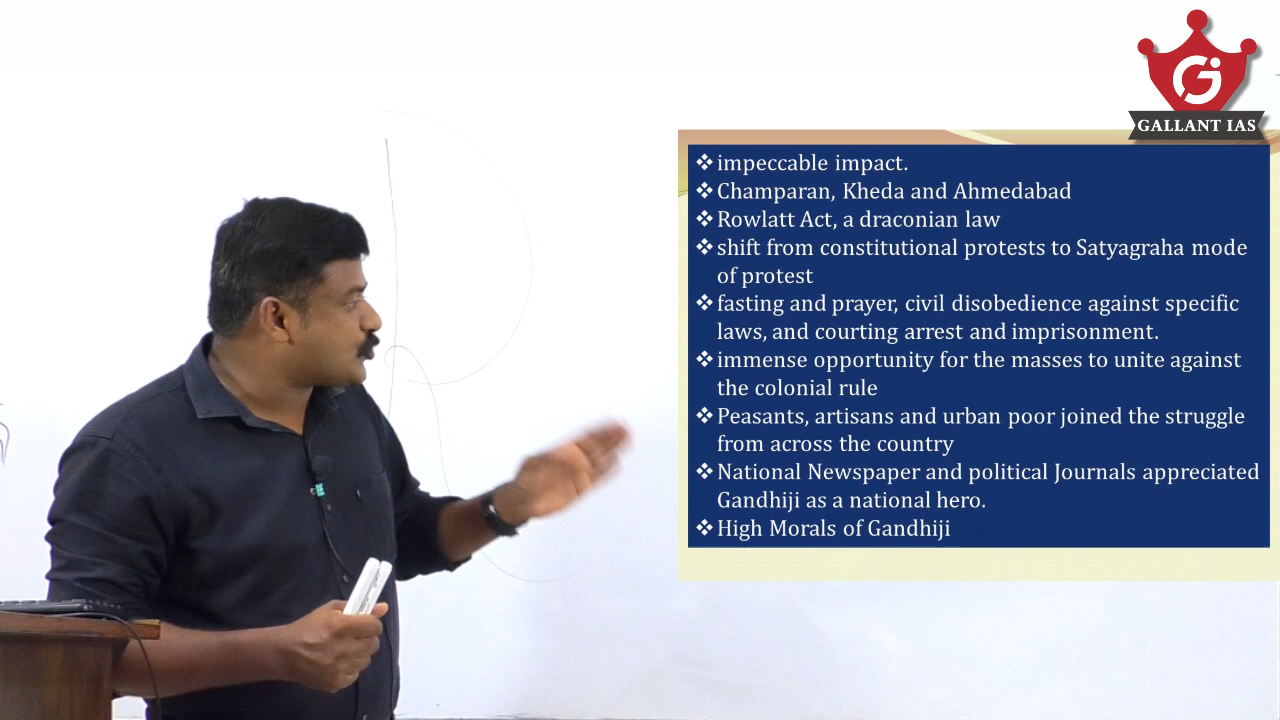 GALLANT IAS
❖impeccable impact.
❖Champaran, Kheda and Ahmedabad
❖Rowlatt Act, a draconian law
❖shift from constitutional protests to Satyagraha mode
of protest
❖fasting and prayer, civil disobedience against specific
laws, and courting arrest and imprisonment.
❖immense opportunity for the masses to unite against
the colonial rule
❖Peasants, artisans and urban poor joined the struggle
from across the country
❖National Newspaper and political Journals appreciated
Gandhiji as a national hero.
❖High Morals of Gandhiji